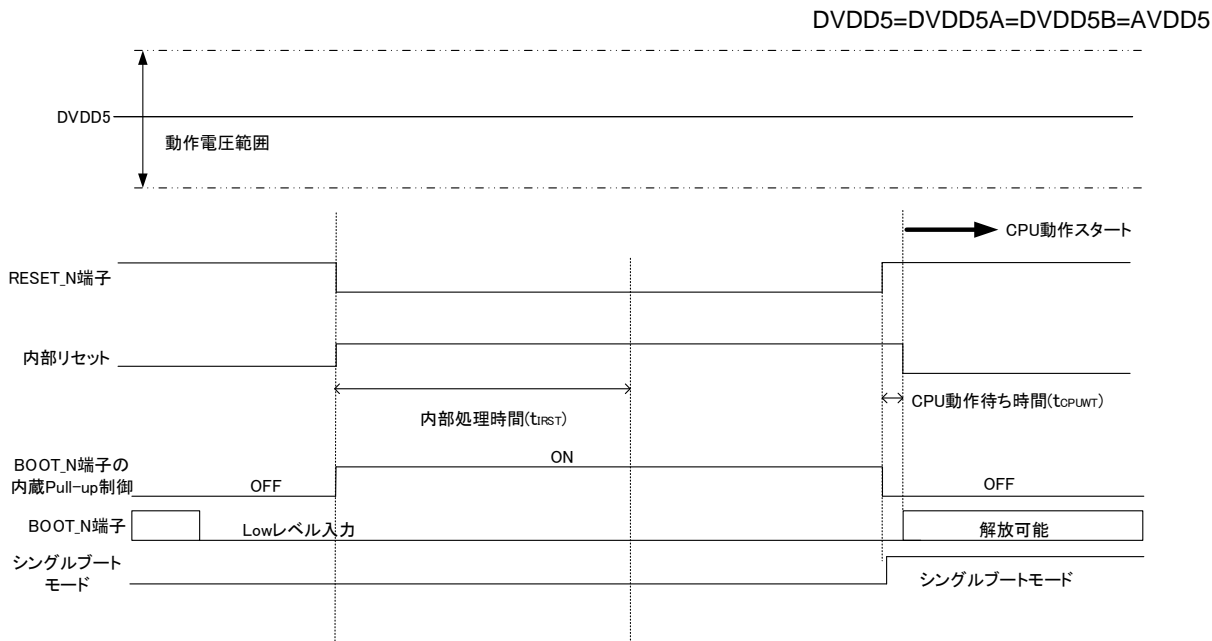 DVDD5=DVDD5A=DVDD5B=AVDD5
DVDD5
動作電圧範囲
CPU動作スタート
RESET_N端子
内部リセット
内部処理時間(tIRST)
CPU動作待ち時間(tCPUWT)
BOOT_N端子の
内蔵Pull-up制御
OFF
ON
OFF
BOOT_N端子
Lowレベル入力
解放可能
シングルブート
モード
シングルブートモード